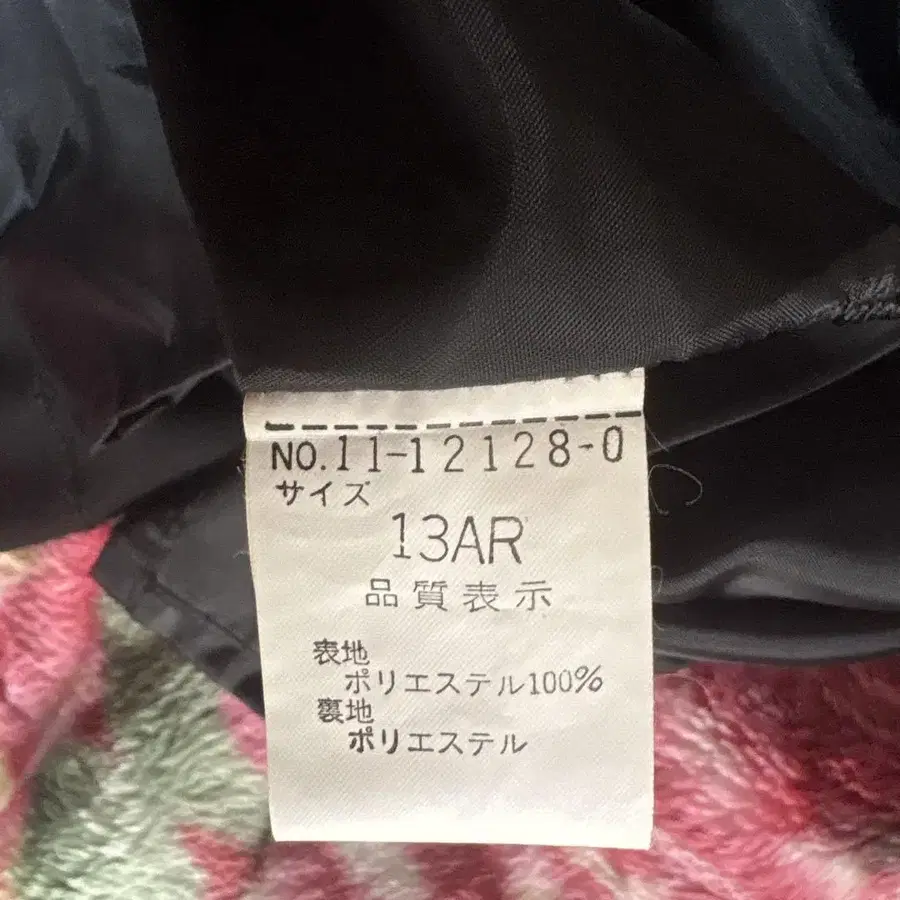 NO.11-12128-0
サイズ
13AR
品質表示
表地
ポリエステル100%
裏地
ポリエステル